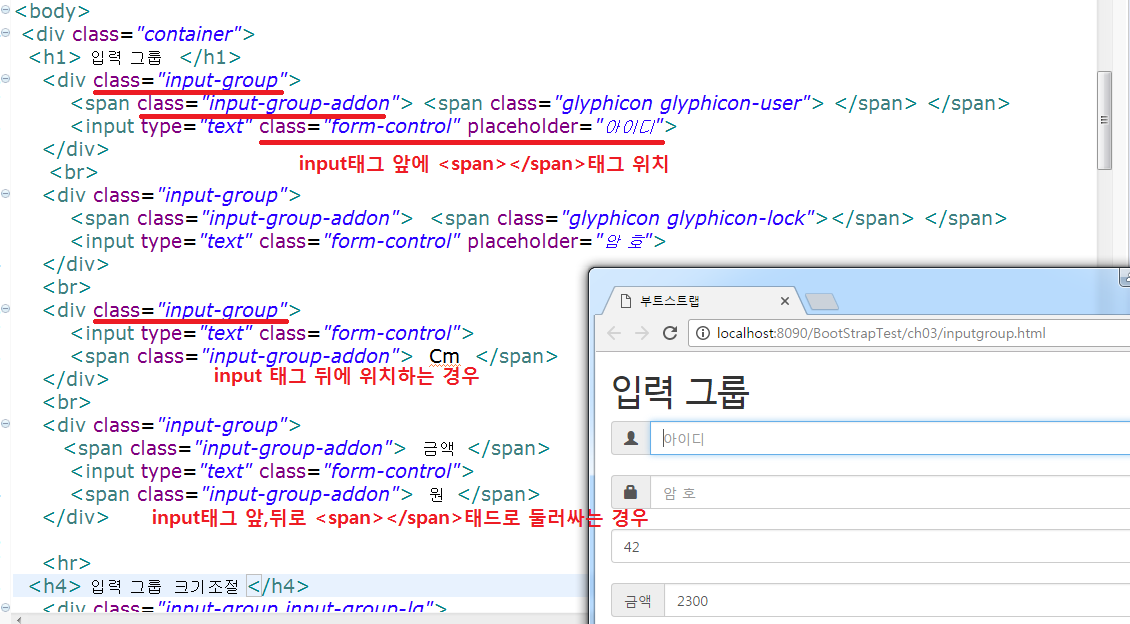 <body>
<div class="container">
<h1> 입력 그룹 </h1>
<div class="input-group">
<span class="input-group-addon"> <span class="glyphicon glyphicon-user"> </span> </span>
<input type="text" class="form-control" placeholder="아이디">
</div>
input태그 앞에 <span></span>태그 위치
<br>
<div class="input-group">
<span class="input-group-addon"> <span class="glyphicon glyphicon-lock"></span> </span>
<input type="text" class="form-control" placeholder="암 호">
</div>
<br>
<div class="input-group">
<input type="text" class="form-control">
<span class="input-group-addon"> Cm </span>
input 태그 뒤에 위치하는 경우
</div>
<br>
<div class="input-group">
<span class="input-group-addon"> 금액 </span>
<input type="text" class="form-control">
<span class="input-group-addon"> 원 </span>
</div>
input태그 앞,뒤로 <span></span>태드로 둘러싸는 경우
<hr>
<h4> 입력 그룹 크기조절 </h4>
<div class="input-group input-group-lg">
부트스트랩
localhost:8090/BootStrapTest/ch03/inputgroup.html
입력 그룹
아이디
암 호
42
금액 2300